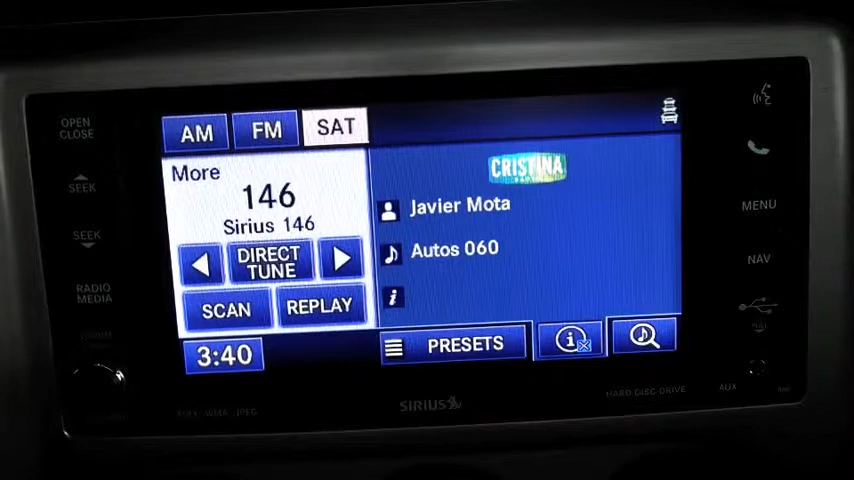 OPEN
CLOSE
SEEK
SEEK
RADIO
MEDIA
AM
FM
SAT
More
146
Sirius 146
DIRECT
TUNE
SCAN
REPLAY
3:40
CRISTINA
Javier Mota
Autos 060
PRESETS
MENU
NAV
SIRIUS
HARD DISC DRIVE
AUX